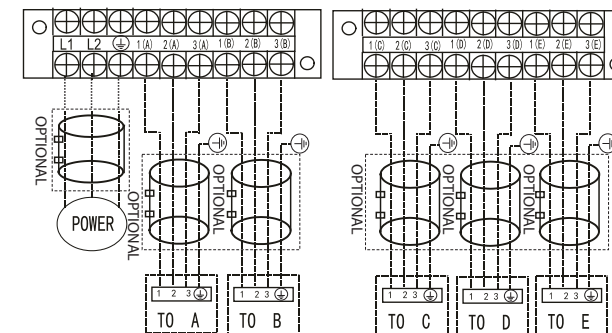 L1 L2 1(A) 2(A) 3(A) 1(B) 2(B) 3(B)
1(C) 2(C) 3(C) 1(D) 2(D) 3(D) 1(E) 2(E) 3(E)
OPTIONAL
OPTIONAL
OPTIONAL
OPTIONAL
OPTIONAL
OPTIONAL
POWER
1 2 3
1 2 3
1 2 3
1 2 3
1 2 3
TO A
TO B
TO C
TO D
TO E